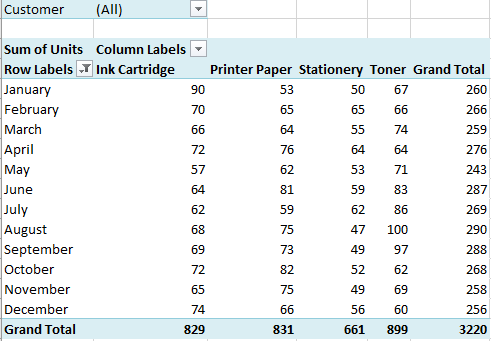 Customer (All)
Sum of Units Column Labels
Row Labels Ink Cartridge Printer Paper Stationery Toner Grand Total
January 90 53 50 67 260
February 70 65 65 66 266
March 66 64 55 74 259
April 72 76 64 64 276
May 57 62 53 71 243
June 64 81 59 83 287
July 62 59 62 86 269
August 68 75 47 100 290
September 69 73 49 97 288
October 72 82 52 62 268
November 65 75 49 69 258
December 74 66 56 60 256
Grand Total 829 831 661 899 3220